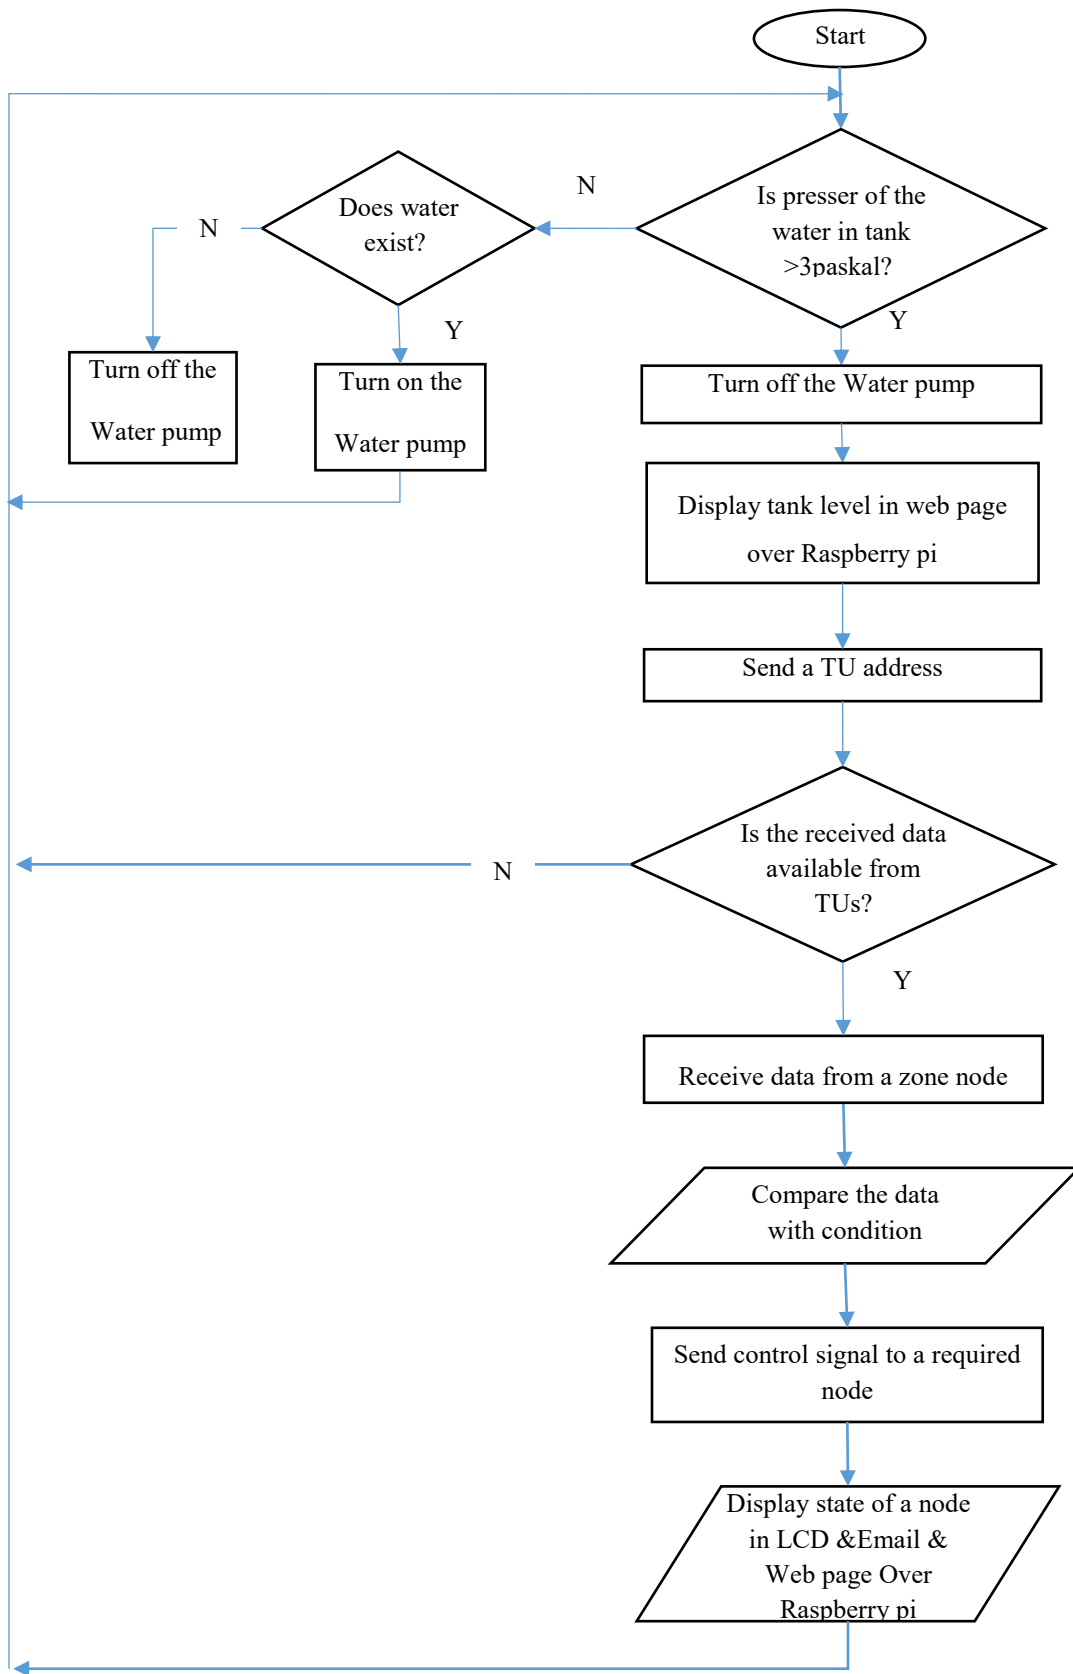 Start
N
Is presser of the
water in tank
>3paskal?
Does water
exist?
N
Y
Y
Turn off the
Water pump
Turn on the
Water pump
Turn off the Water pump
Display tank level in web page
over Raspberry pi
Send a TU address
Is the received data
available from
TUs?
N
Y
Receive data from a zone node
Compare the data
with condition
Send control signal to a required
node
Display state of a node
in LCD &Email &
Web page Over
Raspberry pi